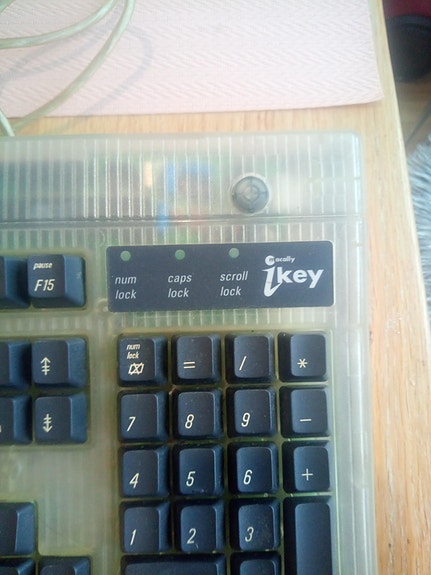 macally
ikey
num
lock
caps
lock
scroll
lock
pause
F15
num
lock
=
/
*
7
8
9
-
4
5
6
+
1
2
3